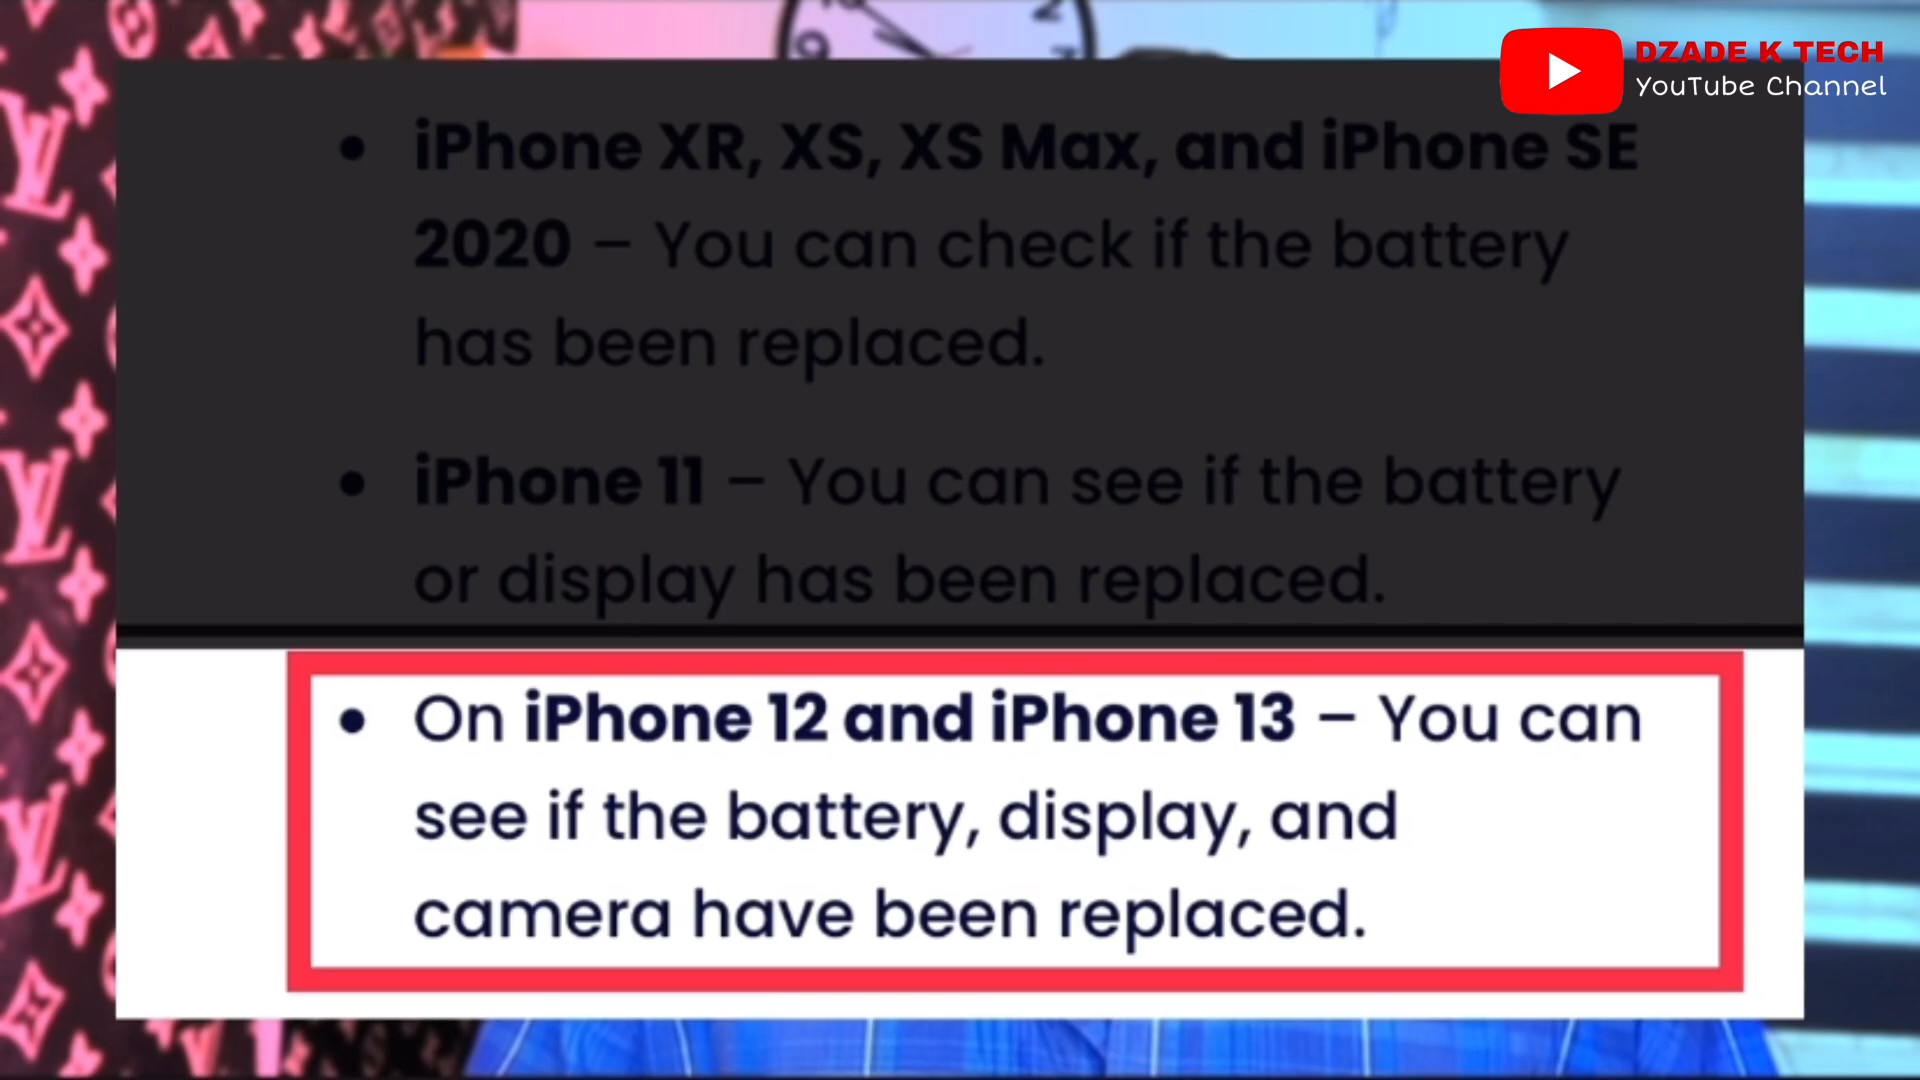 DZADE K TECH
YouTube Channel
• iPhone XR, XS, XS Max, and iPhone SE
2020 – You can check if the battery
has been replaced.
• iPhone 11 – You can see if the battery
or display has been replaced.
• On iPhone 12 and iPhone 13 – You can
see if the battery, display, and
camera have been replaced.